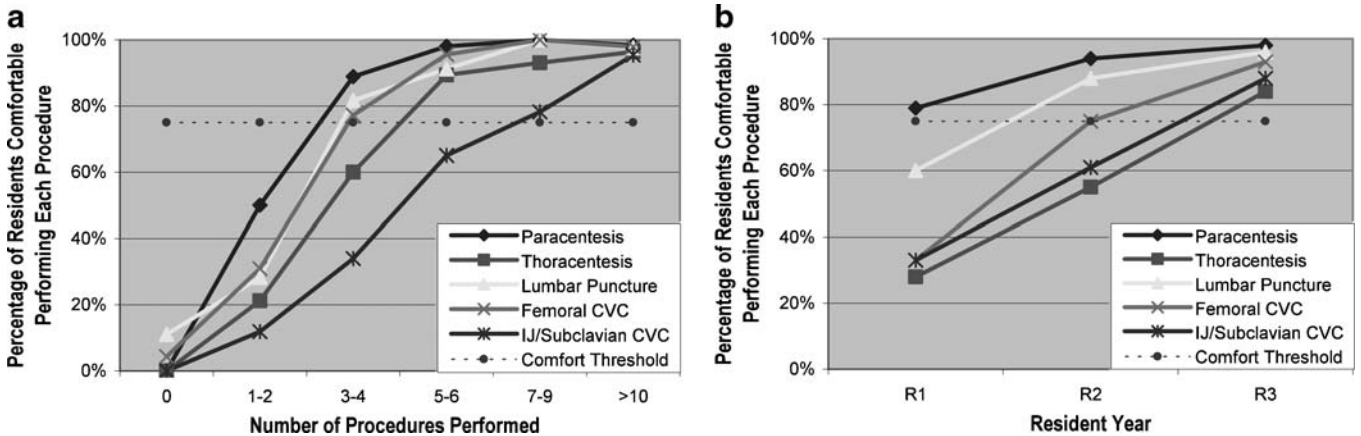 a
Percentage of Residents Comfortable
Performing Each Procedure
100%
80%
60%
40%
20%
0%
Paracentesis
Thoracentesis
Lumbar Puncture
Femoral CVC
IJ/Subclavian CVC
Comfort Threshold
0
1-2
3-4
5-6
7-9
>10
Number of Procedures Performed
b
Percentage of Residents Comfortable
Performing Each Procedure
100%
80%
60%
40%
20%
0%
Paracentesis
Thoracentesis
Lumbar Puncture
Femoral CVC
IJ/Subclavian CVC
Comfort Threshold
R1
R2
R3
Resident Year